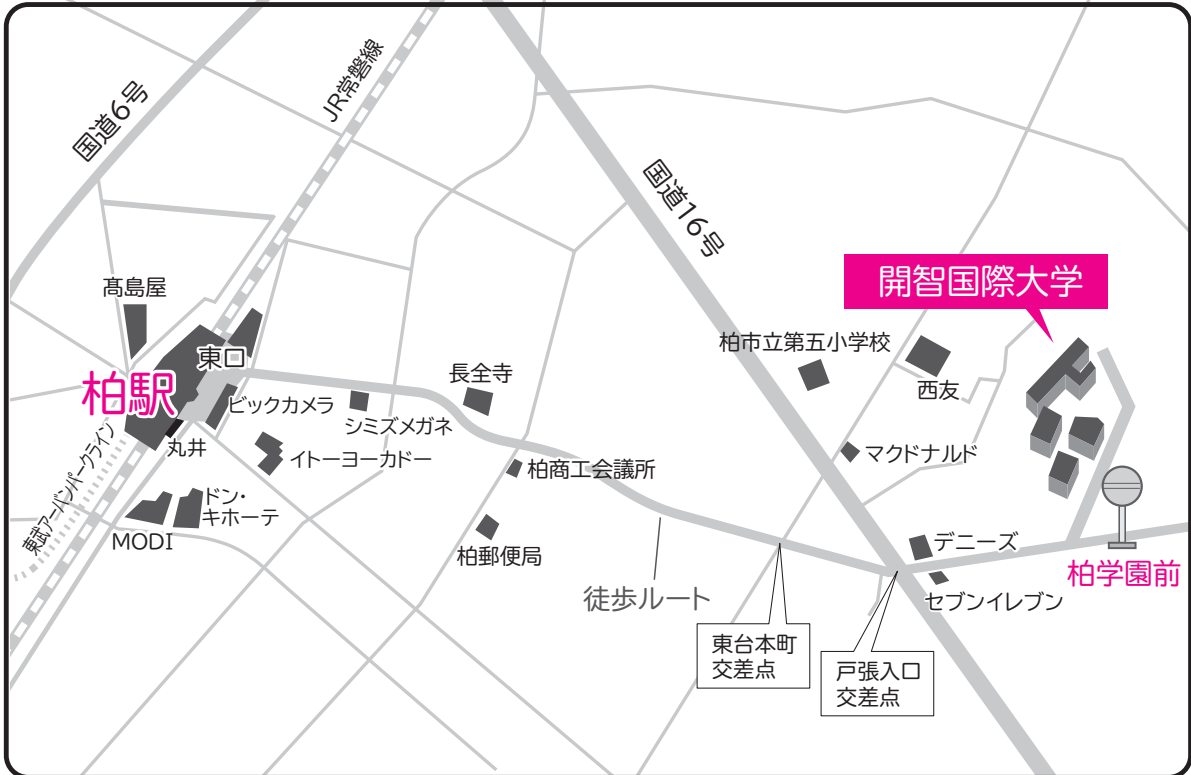 国道6号
JR常磐線
国道16号
開智国際大学
髙島屋
柏市立第五小学校
東口
西友
長全寺
柏駅
ビックカメラ
シミズメガネ
丸井
イトーヨーカドー
マクドナルド
柏商工会議所
東武アーバンパークライン
ドン・
キホーテ
MODI
柏郵便局
デニーズ
柏学園前
セブンイレブン
徒歩ルート
東台本町
交差点
戸張入口
交差点